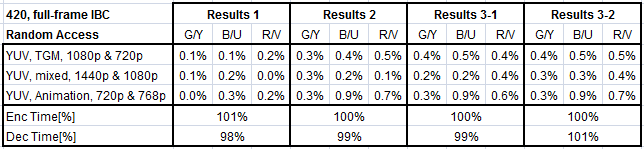 420, full-frame IBC Results 1 Results 2 Results 3-1 Results 3-2
Random Access G/Y B/U R/V G/Y B/U R/V G/Y B/U R/V G/Y B/U R/V
YUV, TGM, 1080p & 720p 0.1% 0.1% 0.2% 0.3% 0.4% 0.5% 0.4% 0.5% 0.4% 0.4% 0.5% 0.5%
YUV, mixed, 1440p & 1080p 0.1% 0.2% 0.0% 0.3% 0.2% 0.1% 0.2% 0.2% 0.4% 0.3% 0.3% 0.4%
YUV, Animation, 720p & 768p 0.0% 0.3% 0.2% 0.3% 0.9% 0.7% 0.3% 0.9% 0.6% 0.3% 0.9% 0.7%
Enc Time[%] 101% 100% 100% 100%
Dec Time[%] 98% 99% 99% 101%